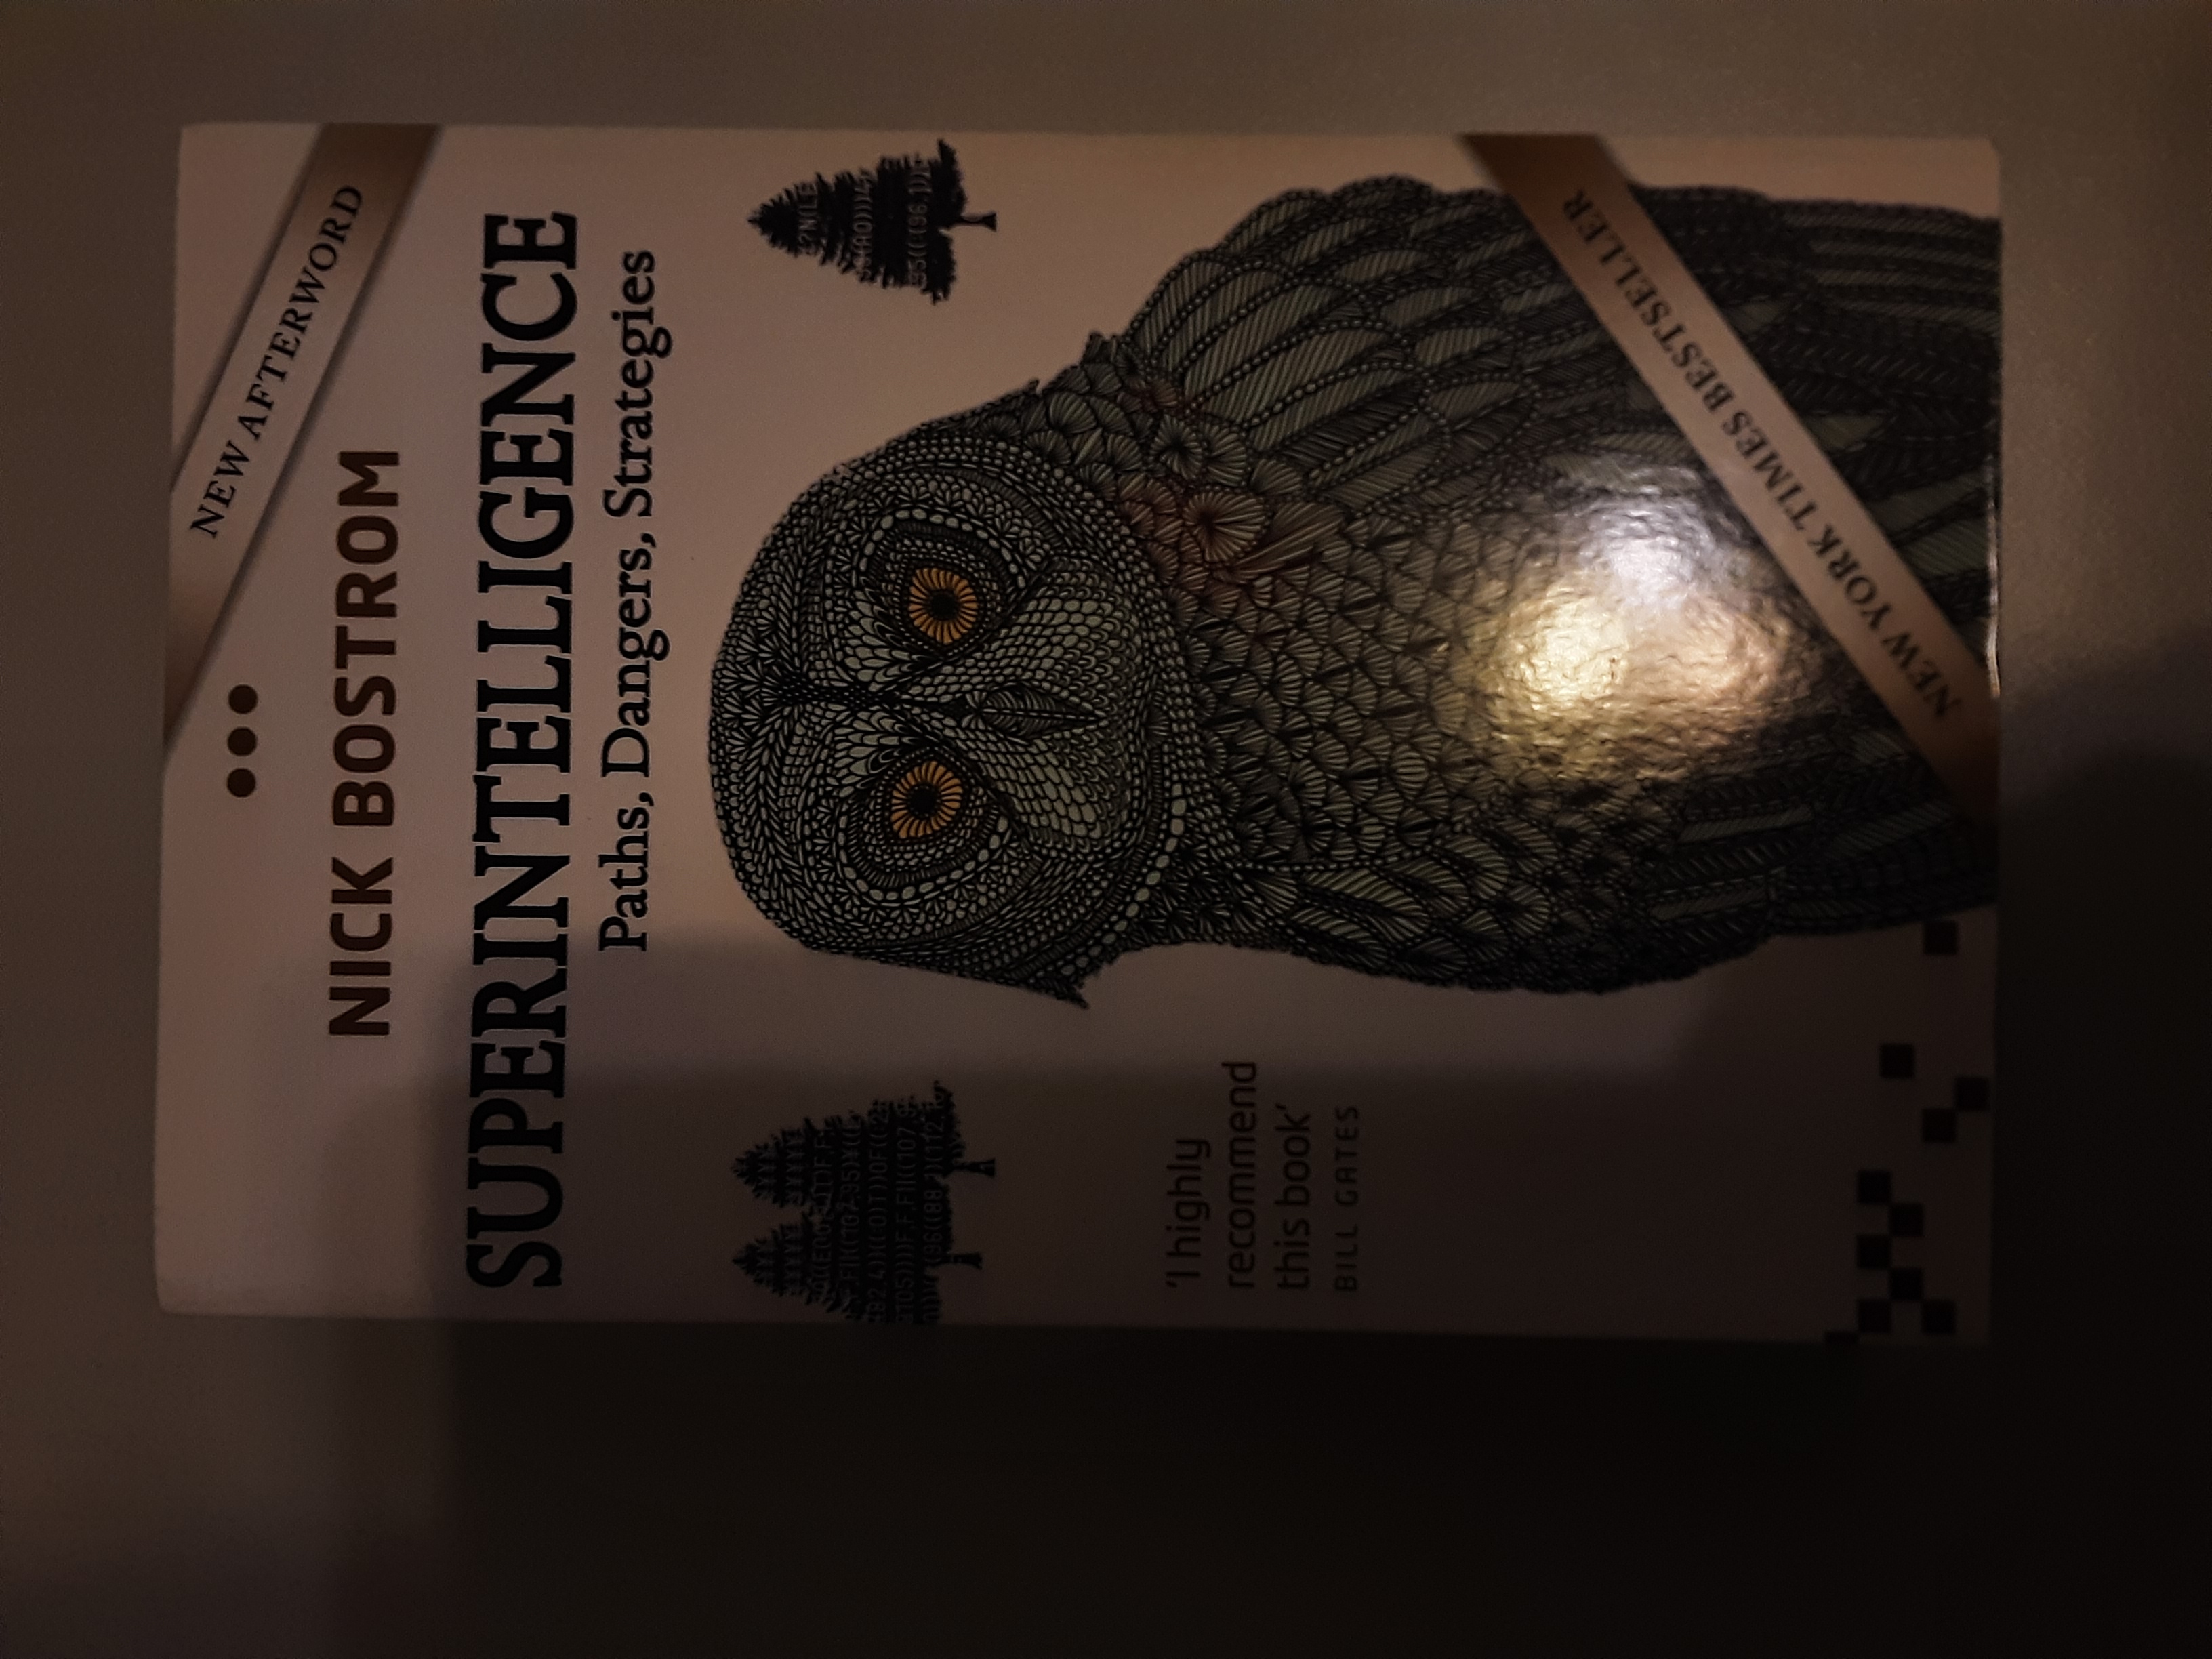 NEW AFTERWORD
NICK BOSTROM
SUPERINTELLIGENCE
Paths, Dangers, Strategies
'I highly
recommend
this book'
BILL GATES
NEW YORK TIMES BESTSELLER